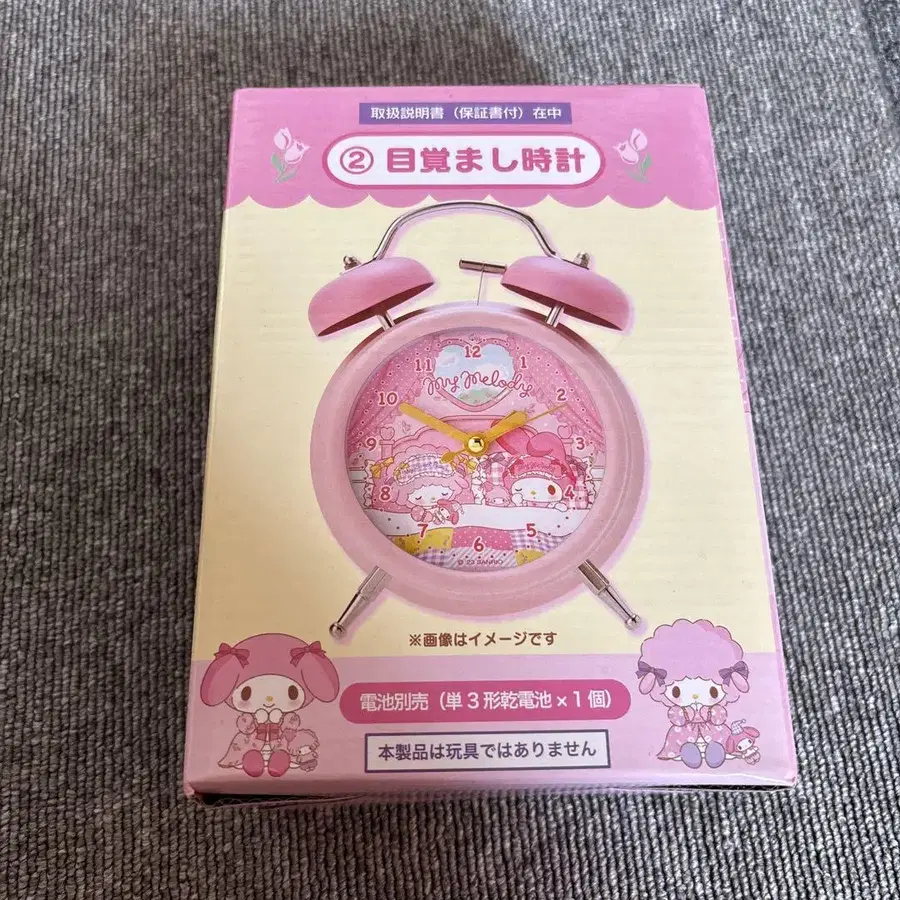 取扱説明書（保証書付）在中
② 目覚まし時計
12
11 1
My Melody
10 2
9 3
8 4
7 5
6
© '23 SANRIO
※画像はイメージです
電池別売（単3形乾電池×1個）
本製品は玩具ではありません